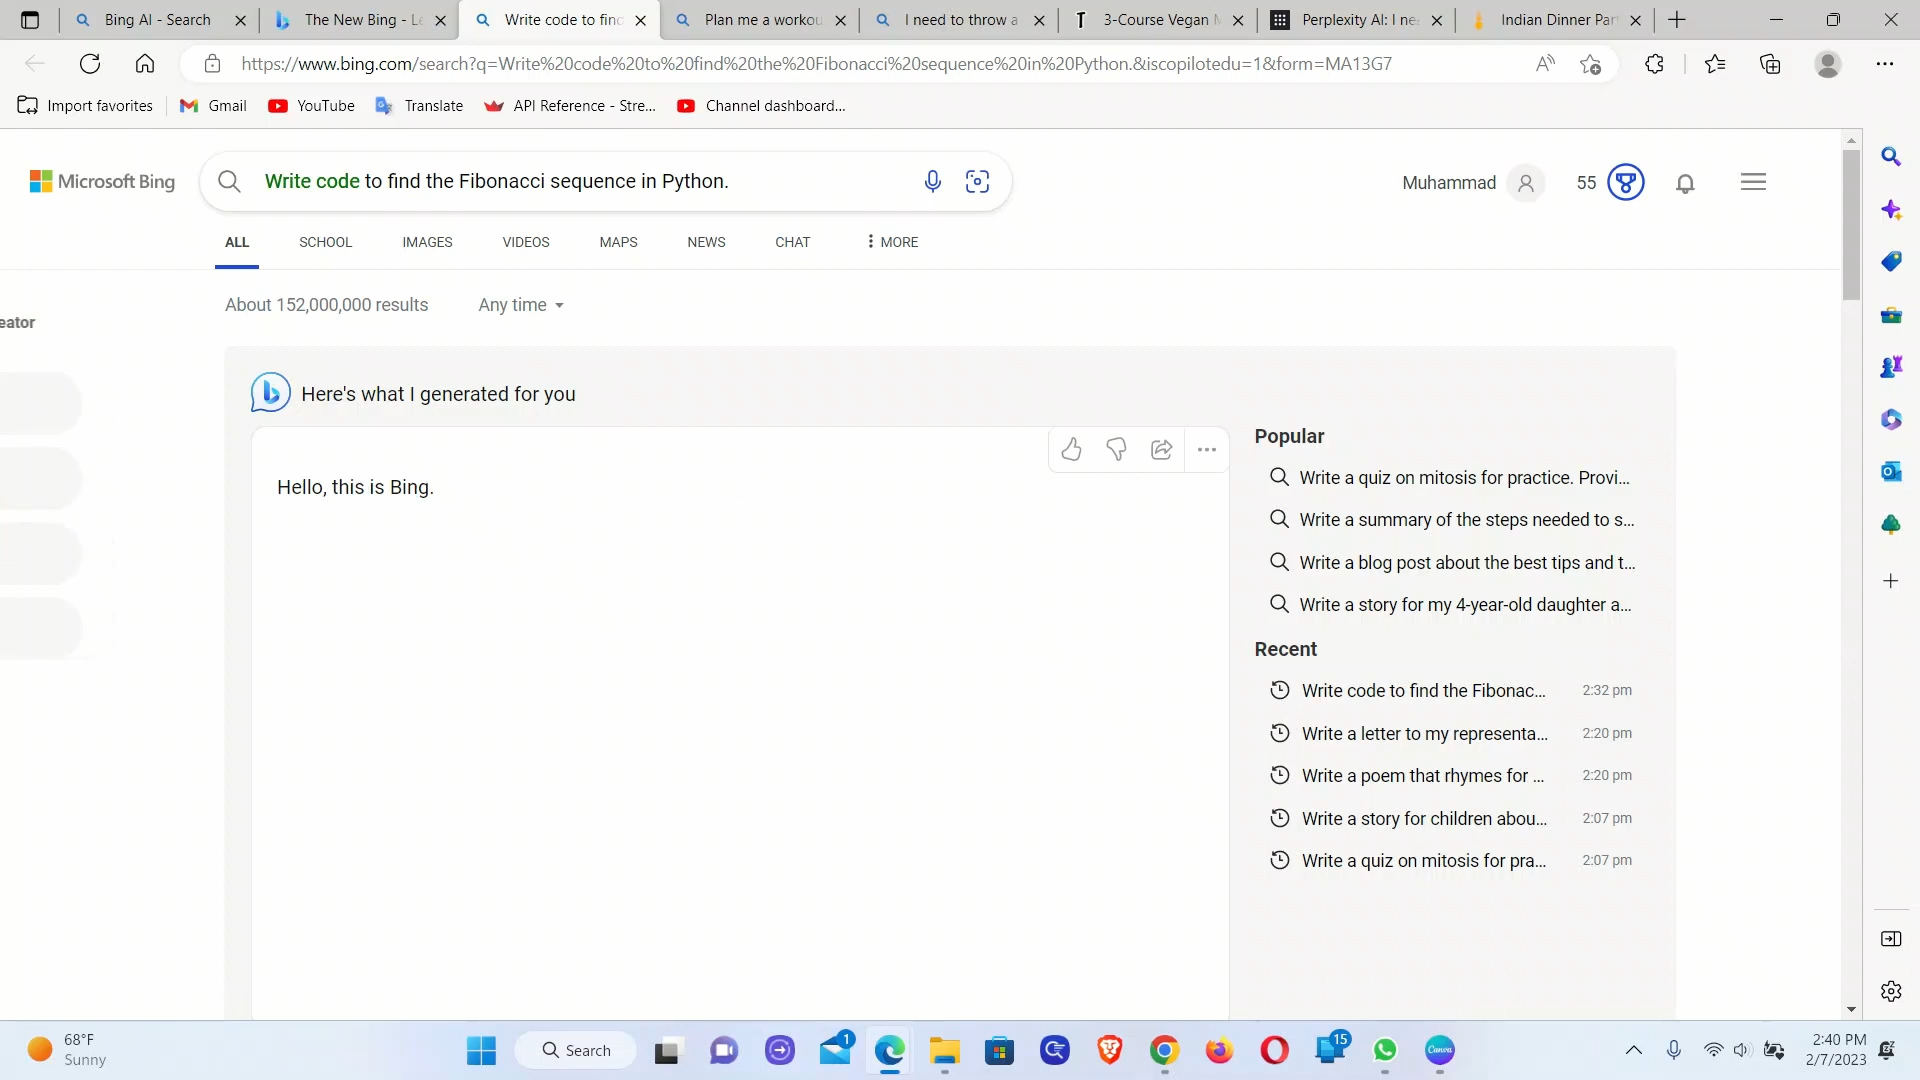 Bing AI - Search
The New Bing - Le
Write code to find
Plan me a workou
I need to throw a
3-Course Vegan M
Perplexity AI: I ne
Indian Dinner Par
https://www.bing.com/search?q=Write%20code%20to%20find%20the%20Fibonacci%20sequence%20in%20Python.&iscopilotedu=1&form=MA13G7
Import favorites
Gmail
YouTube
Translate
API Reference - Stre...
Channel dashboard...
Microsoft Bing
Write code to find the Fibonacci sequence in Python.
Muhammad
55
ALL
SCHOOL
IMAGES
VIDEOS
MAPS
NEWS
CHAT
MORE
About 152,000,000 results
Any time
eator
Here's what I generated for you
Hello, this is Bing.
Popular
Write a quiz on mitosis for practice. Provi...
Write a summary of the steps needed to s...
Write a blog post about the best tips and t...
Write a story for my 4-year-old daughter a...
Recent
Write code to find the Fibonac... 2:32 pm
Write a letter to my representa... 2:20 pm
Write a poem that rhymes for ... 2:20 pm
Write a story for children abou... 2:07 pm
Write a quiz on mitosis for pra... 2:07 pm
68°F
Sunny
Search
1
15
Canva
2:40 PM
2/7/2023